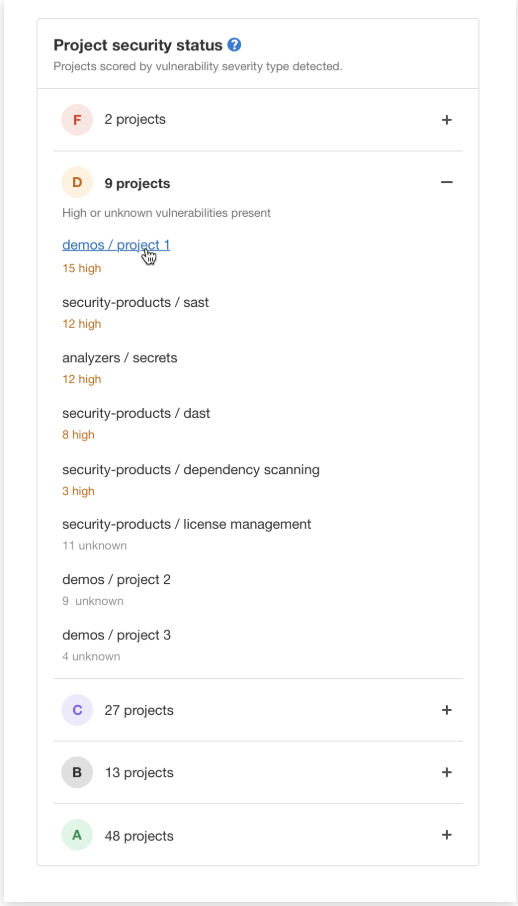 Project security status ?
Projects scored by vulnerability severity type detected.
F 2 projects +
D 9 projects —
High or unknown vulnerabilities present
demos / project 1
15 high
security-products / sast
12 high
analyzers / secrets
12 high
security-products / dast
8 high
security-products / dependency scanning
3 high
security-products / license management
11 unknown
demos / project 2
9  unknown
demos / project 3
4 unknown
C 27 projects +
B 13 projects +
A 48 projects +